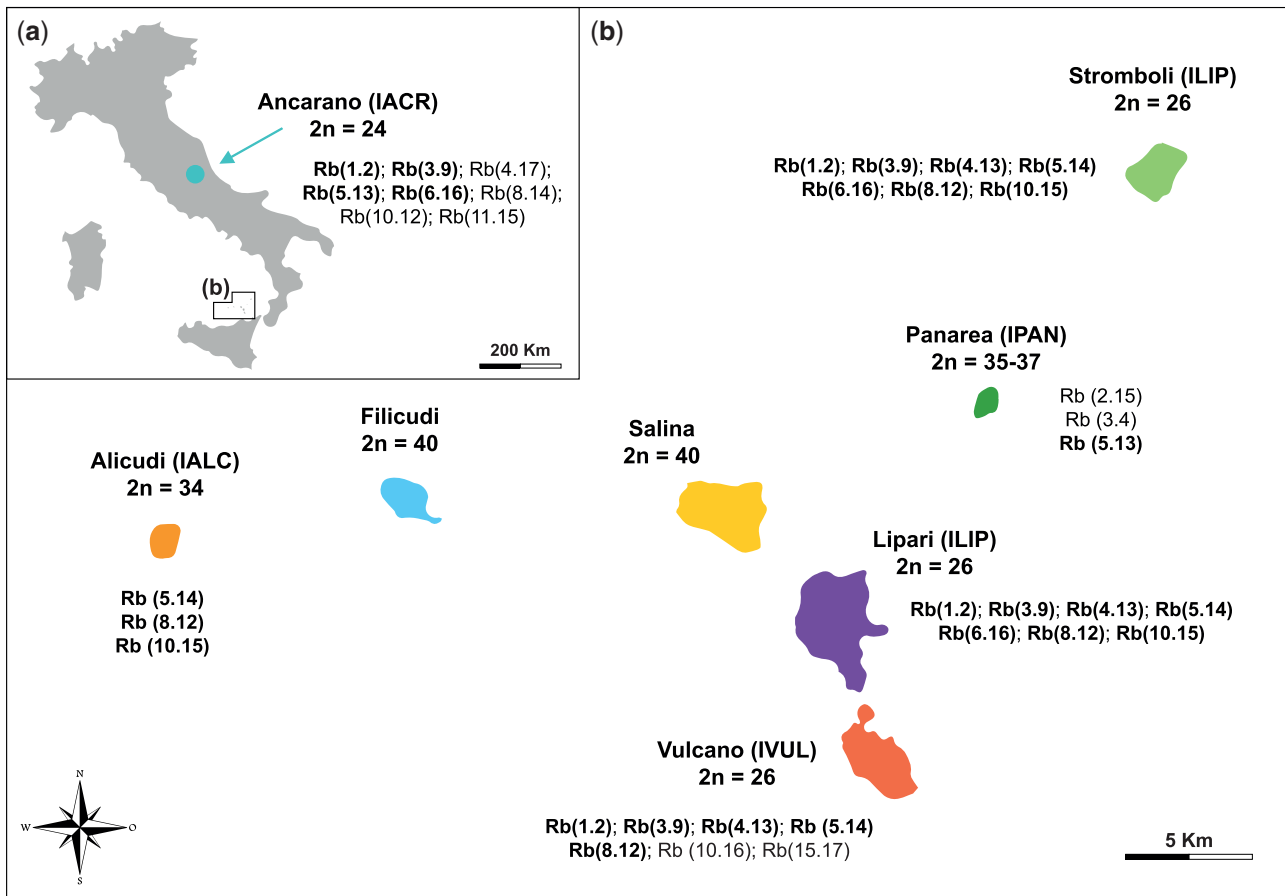 (a)
Ancarano (IACR)
2n = 24
Rb(1.2); Rb(3.9); Rb(4.17);
Rb(5.13); Rb(6.16); Rb(8.14);
Rb(10.12); Rb(11.15)
(b)
200 Km
(b)
Stromboli (ILIP)
2n = 26
Rb(1.2); Rb(3.9); Rb(4.13); Rb(5.14)
Rb(6.16); Rb(8.12); Rb(10.15)
Panarea (IPAN)
2n = 35-37
Rb (2.15)
Rb (3.4)
Rb (5.13)
Filicudi
2n = 40
Salina
2n = 40
Alicudi (IALC)
2n = 34
Rb (5.14)
Rb (8.12)
Rb (10.15)
Lipari (ILIP)
2n = 26
Rb(1.2); Rb(3.9); Rb(4.13); Rb(5.14)
Rb(6.16); Rb(8.12); Rb(10.15)
Vulcano (IVUL)
2n = 26
Rb(1.2); Rb(3.9); Rb(4.13); Rb (5.14)
Rb(8.12); Rb (10.16); Rb(15.17)
N
W
O
S
5 Km